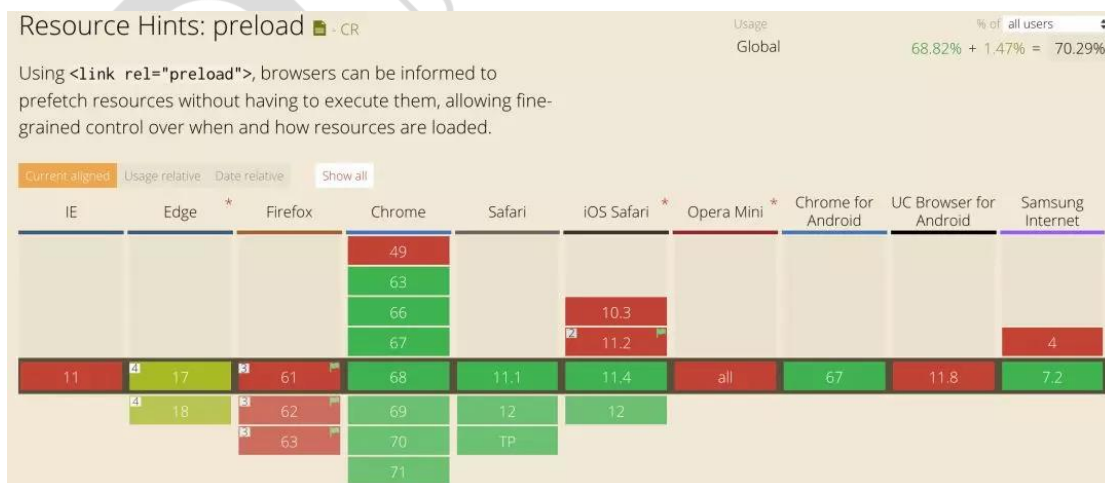 Resource Hints: preload - CR
Usage % of all users
Global 68.82% + 1.47% = 70.29%
Using <link rel="preload">, browsers can be informed to
prefetch resources without having to execute them, allowing fine-
grained control over when and how resources are loaded.
Current aligned Usage relative Date relative Show all
IE Edge * Firefox Chrome Safari iOS Safari * Opera Mini * Chrome for Android UC Browser for Android Samsung Internet
49
63
66 10.3
67 2 11.2 4
11 4 17 3 61 68 11.1 11.4 all 67 11.8 7.2
4 18 3 62 69 12 12
3 63 70 TP
71